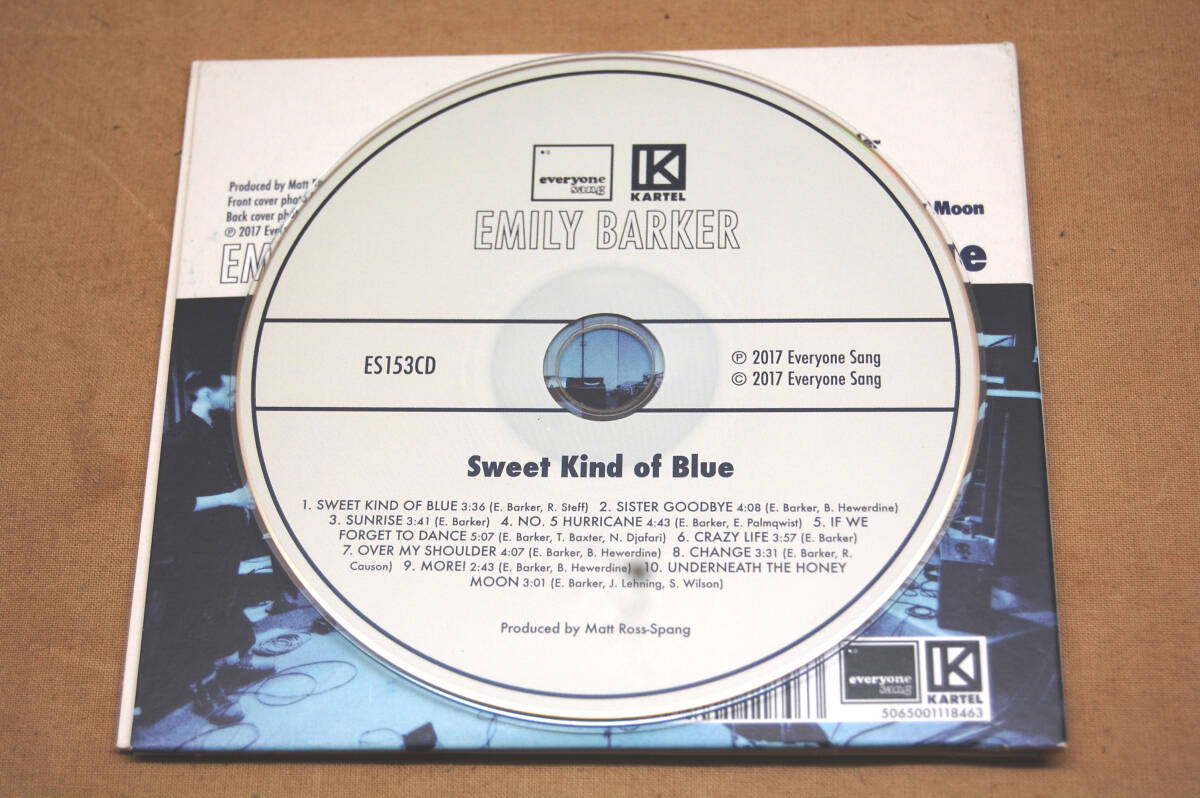 everyone
sang
KARTEL
EMILY BARKER
ES153CD
℗ 2017 Everyone Sang
© 2017 Everyone Sang
Sweet Kind of Blue
1. SWEET KIND OF BLUE 3:36 (E. Barker, R. Steff) 2. SISTER GOODBYE 4:08 (E. Barker, B. Hewerdine)
3. SUNRISE 3:41 (E. Barker) 4. NO. 5 HURRICANE 4:43 (E. Barker, E. Palmqwist) 5. IF WE
FORGET TO DANCE 5:07 (E. Barker, T. Baxter, N. Djafari) 6. CRAZY LIFE 3:57 (E. Barker)
7. OVER MY SHOULDER 4:07 (E. Barker, B. Hewerdine) 8. CHANGE 3:31 (E. Barker, R.
Causon) 9. MORE! 2:43 (E. Barker, B. Hewerdine) 10. UNDERNEATH THE HONEY
MOON 3:01 (E. Barker, J. Lehning, S. Wilson)
Produced by Matt Ross-Spang
Produced by Matt
Front cover
Back cover
℗ 2017
Moon
everyone
sang
KARTEL
5065001118463